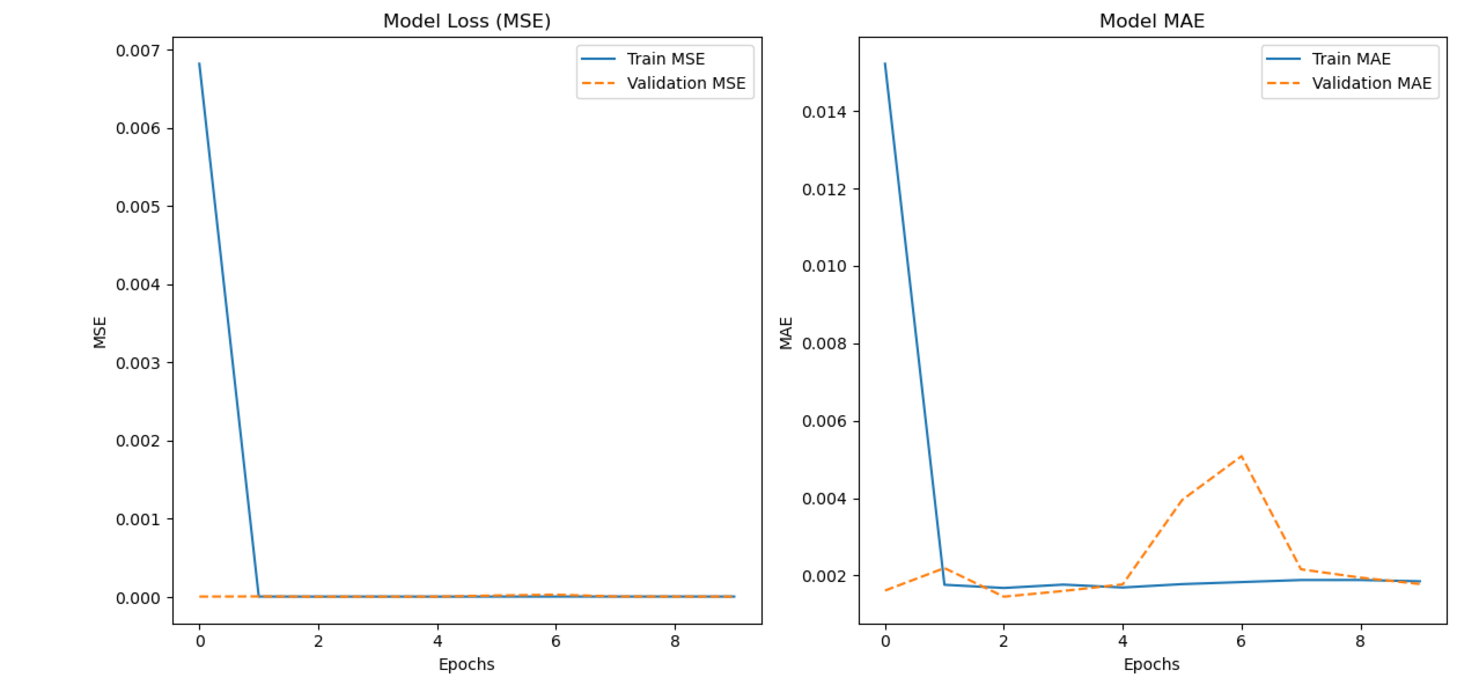 Model Loss (MSE)
0.007
0.006
0.005
0.004
0.003
0.002
0.001
0.000
MSE
Train MSE
Validation MSE
0 2 4 6 8
Epochs
Model MAE
0.014
0.012
0.010
0.008
0.006
0.004
0.002
MAE
Train MAE
Validation MAE
0 2 4 6 8
Epochs